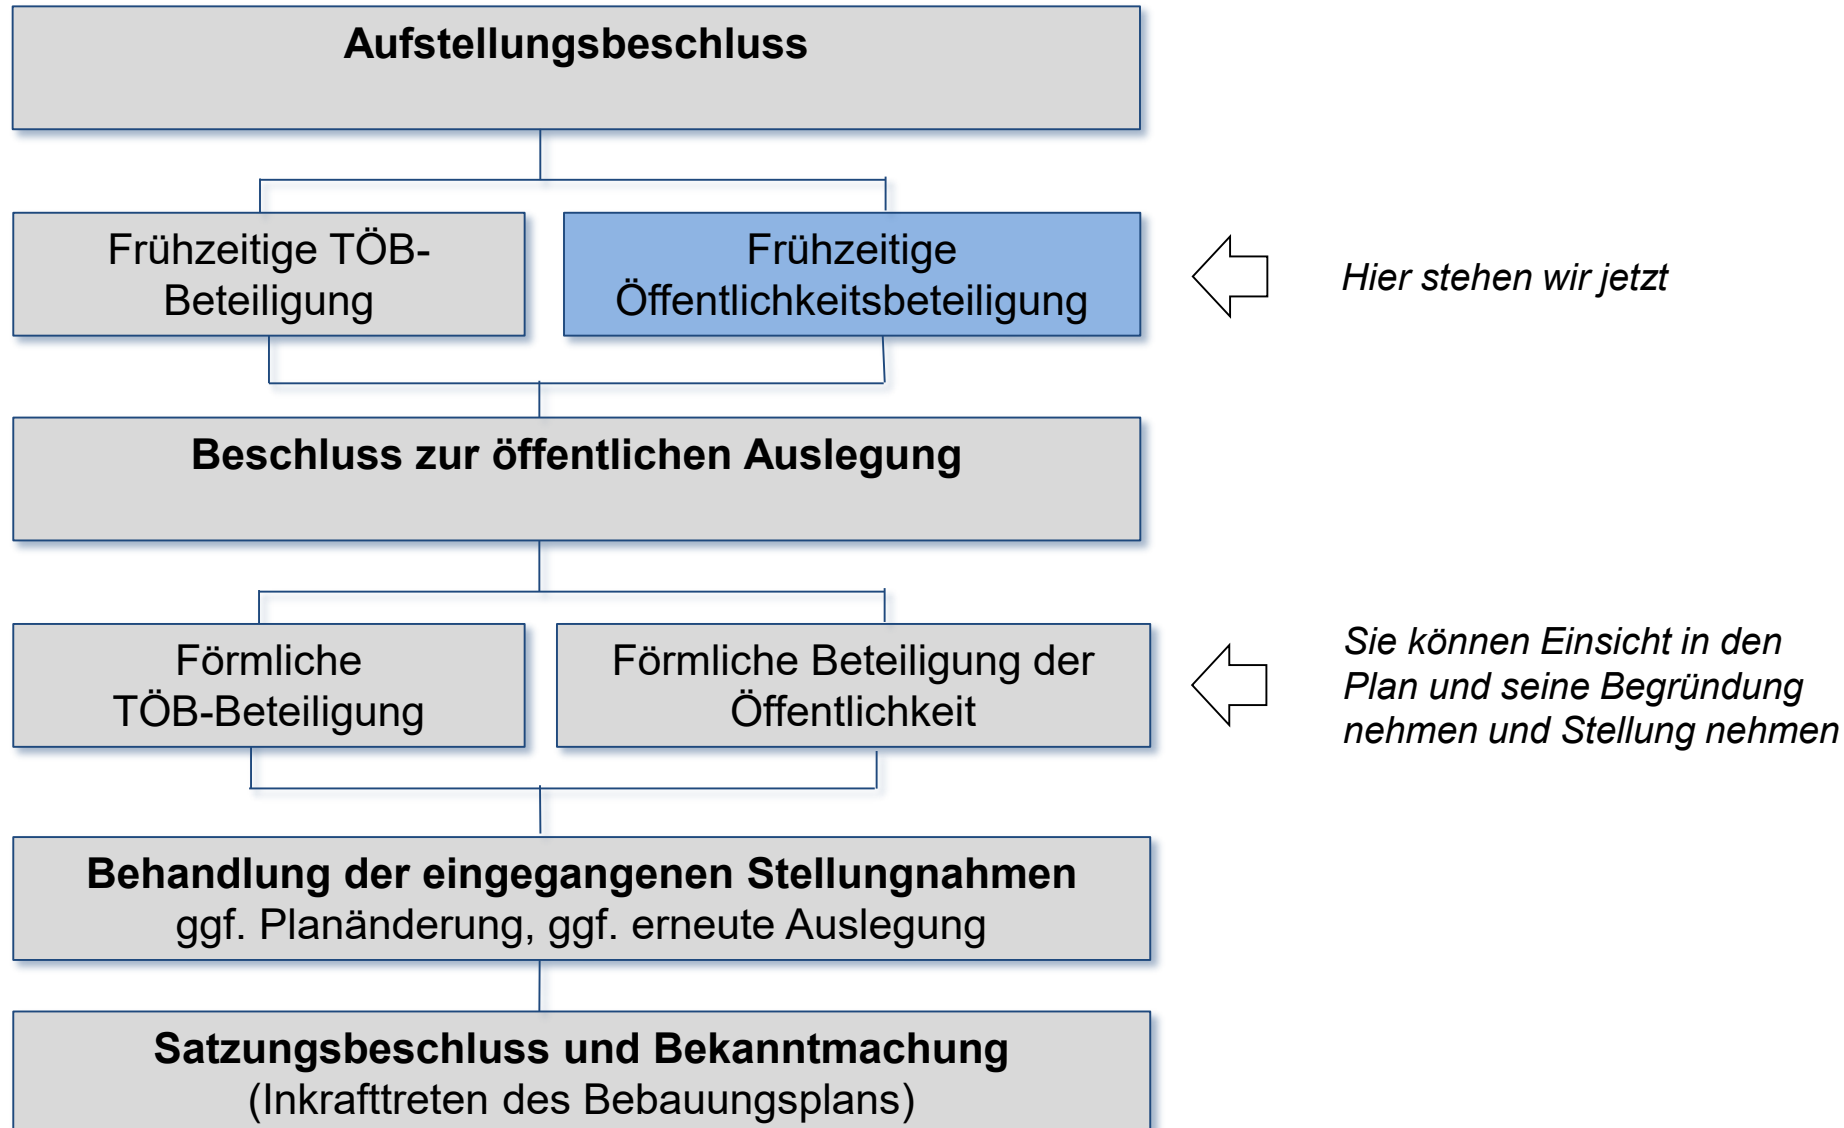 Aufstellungsbeschluss
Frühzeitige TÖB-
Beteiligung
Frühzeitige
Öffentlichkeitsbeteiligung
Hier stehen wir jetzt
Beschluss zur öffentlichen Auslegung
Förmliche
TÖB-Beteiligung
Förmliche Beteiligung der
Öffentlichkeit
Sie können Einsicht in den
Plan und seine Begründung
nehmen und Stellung nehmen
Behandlung der eingegangenen Stellungnahmen
ggf. Planänderung, ggf. erneute Auslegung
Satzungsbeschluss und Bekanntmachung
(Inkrafttreten des Bebauungsplans)